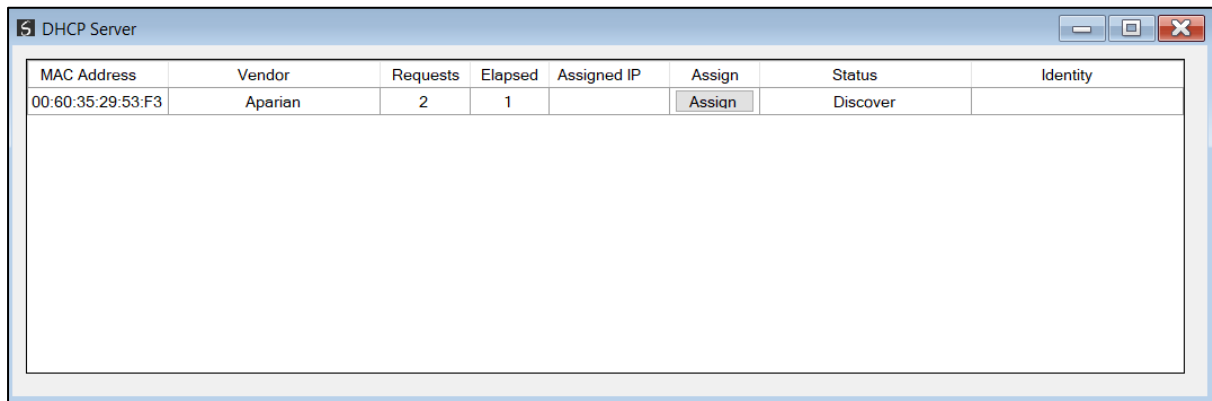 DHCP Server
MAC Address Vendor Requests Elapsed Assigned IP Assign Status Identity
00:60:35:29:53:F3 Aparian 2 1 Assign Discover